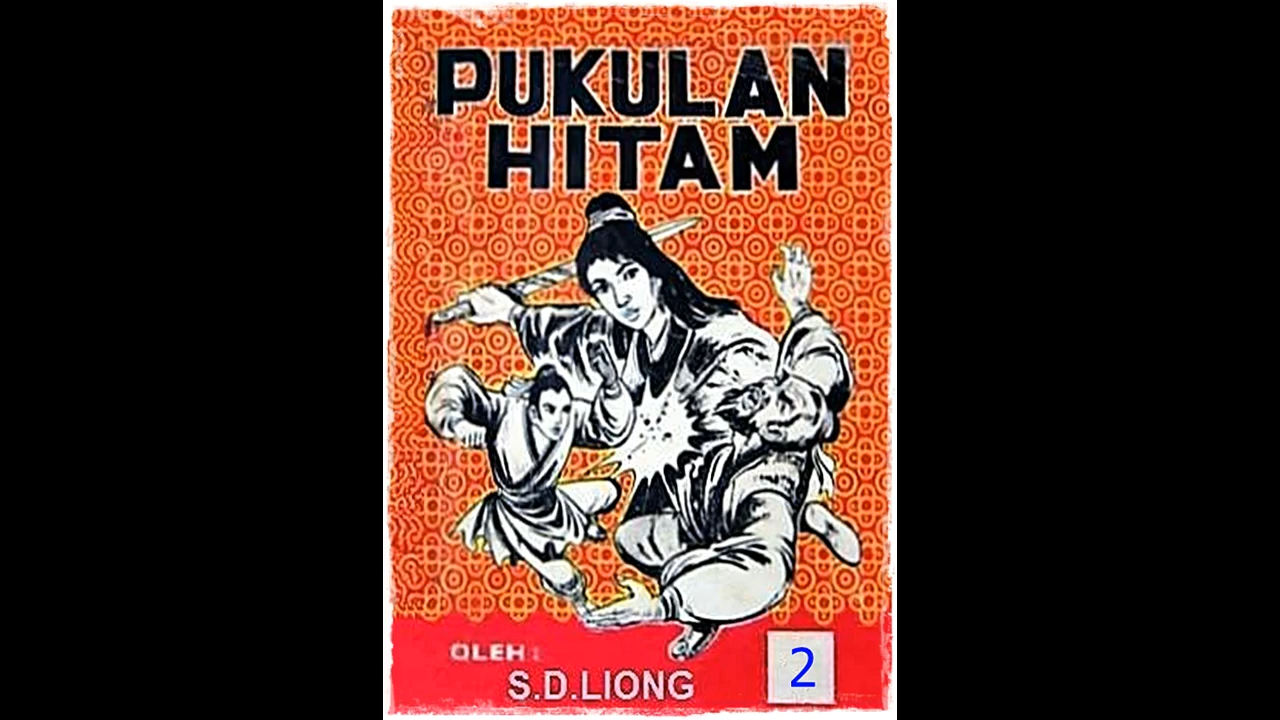 PUKULAN
HITAM
OLEH :
S.D.LIONG
2